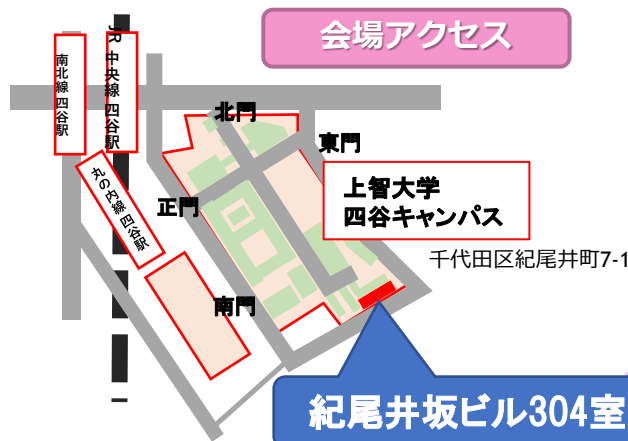 会場アクセス
南北線 四谷駅
JR 中央線 四谷駅
丸の内線 四谷駅
北門
東門
正門
上智大学
四谷キャンパス
千代田区紀尾井町7-1
南門
紀尾井坂ビル304室